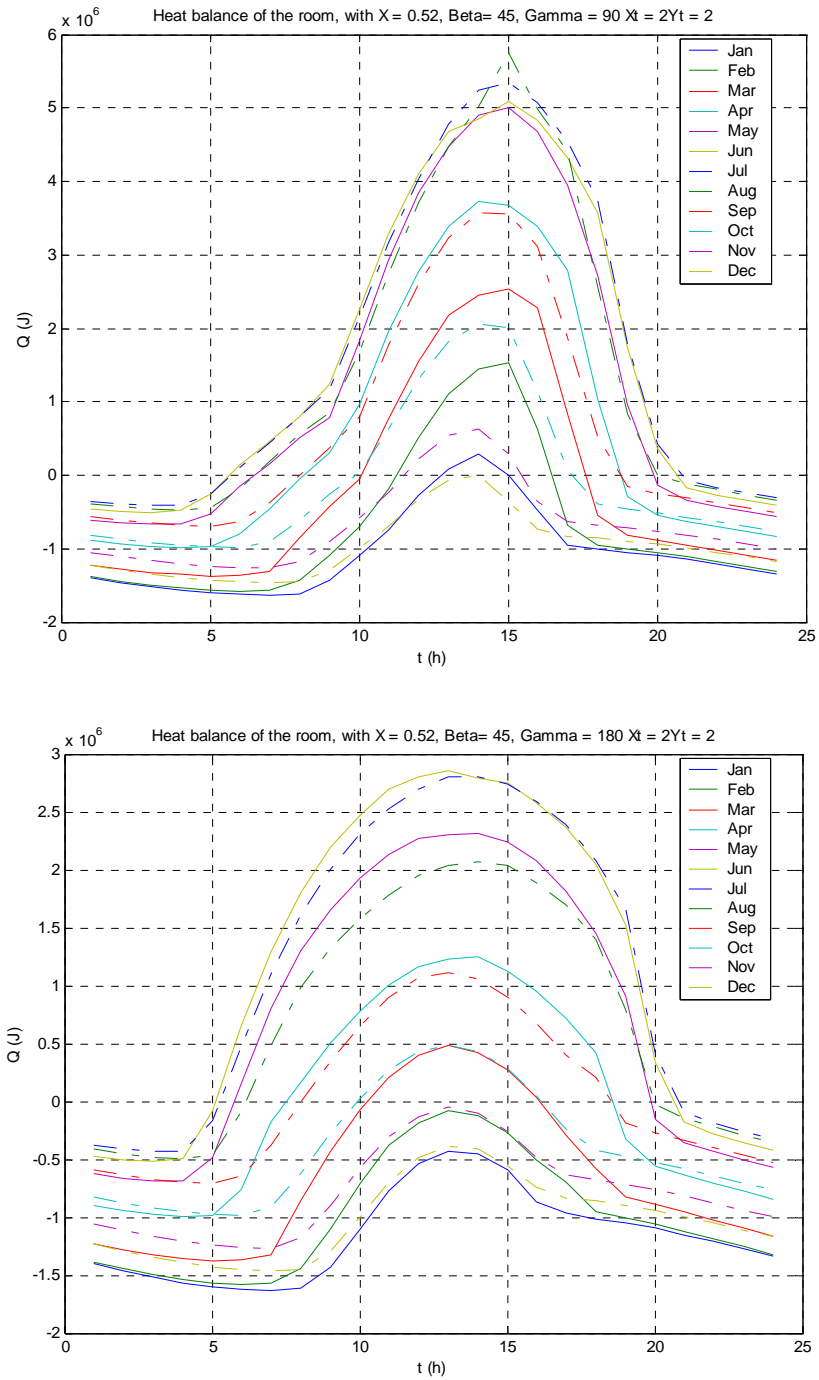 Heat balance of the room, with X = 0.52, Beta= 45, Gamma = 90 Xt = 2Yt = 2
x 10^6
6
5
4
3
2
1
0
-1
-2
Q (J)
0 5 10 15 20 25
t (h)
Jan
Feb
Mar
Apr
May
Jun
Jul
Aug
Sep
Oct
Nov
Dec
Heat balance of the room, with X = 0.52, Beta= 45, Gamma = 180 Xt = 2Yt = 2
x 10^6
3
2.5
2
1.5
1
0.5
0
-0.5
-1
-1.5
-2
Q (J)
0 5 10 15 20 25
t (h)
Jan
Feb
Mar
Apr
May
Jun
Jul
Aug
Sep
Oct
Nov
Dec